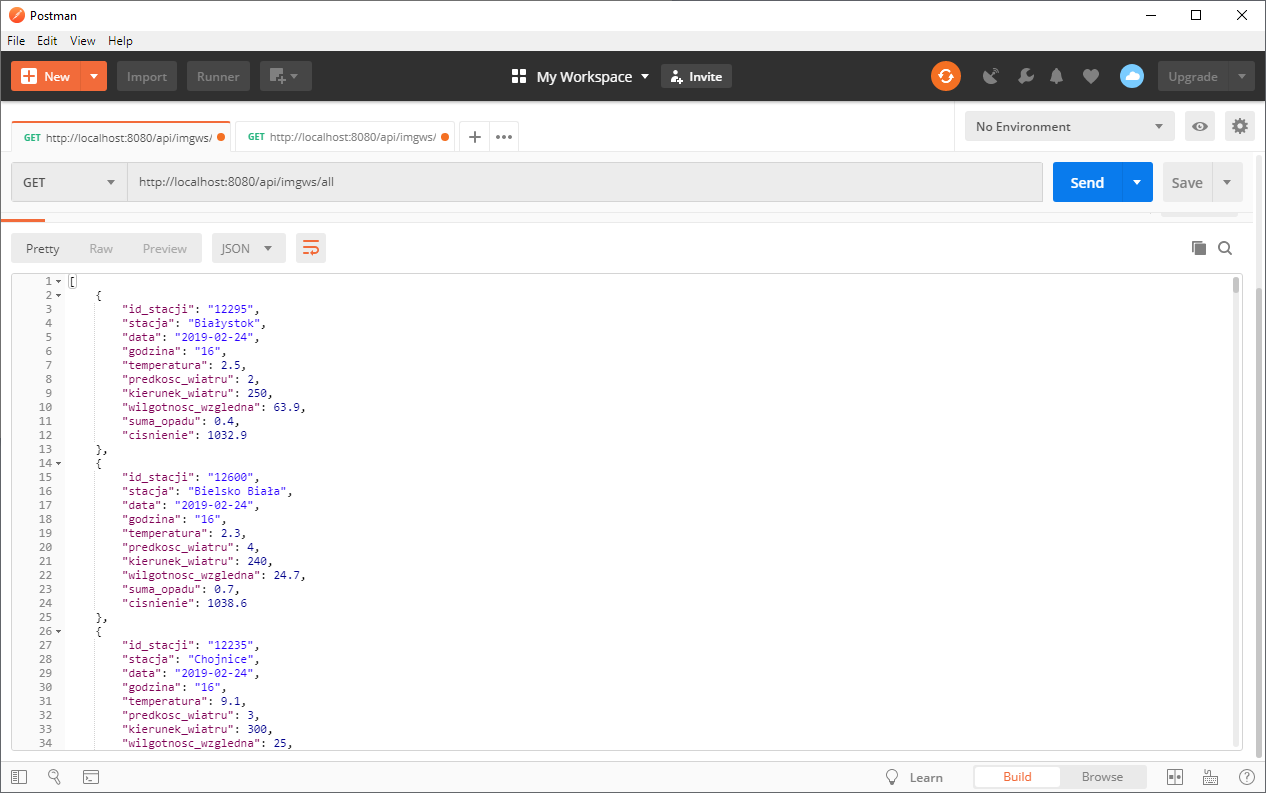 Postman
File Edit View Help
New Import Runner My Workspace Invite Upgrade
GET http://localhost:8080/api/imgws/ GET http://localhost:8080/api/imgws/ No Environment
GET http://localhost:8080/api/imgws/all Send Save
Pretty Raw Preview JSON
1 [
2 {
3 "id_stacji": "12295",
4 "stacja": "Białystok",
5 "data": "2019-02-24",
6 "godzina": "16",
7 "temperatura": 2.5,
8 "predkosc_wiatru": 2,
9 "kierunek_wiatru": 250,
10 "wilgotnosc_wzgledna": 63.9,
11 "suma_opadu": 0.4,
12 "cisnienie": 1032.9
13 },
14 {
15 "id_stacji": "12600",
16 "stacja": "Bielsko Biała",
17 "data": "2019-02-24",
18 "godzina": "16",
19 "temperatura": 2.3,
20 "predkosc_wiatru": 4,
21 "kierunek_wiatru": 240,
22 "wilgotnosc_wzgledna": 24.7,
23 "suma_opadu": 0.7,
24 "cisnienie": 1038.6
25 },
26 {
27 "id_stacji": "12235",
28 "stacja": "Chojnice",
29 "data": "2019-02-24",
30 "godzina": "16",
31 "temperatura": 9.1,
32 "predkosc_wiatru": 3,
33 "kierunek_wiatru": 300,
34 "wilgotnosc_wzgledna": 25,
Learn Build Browse